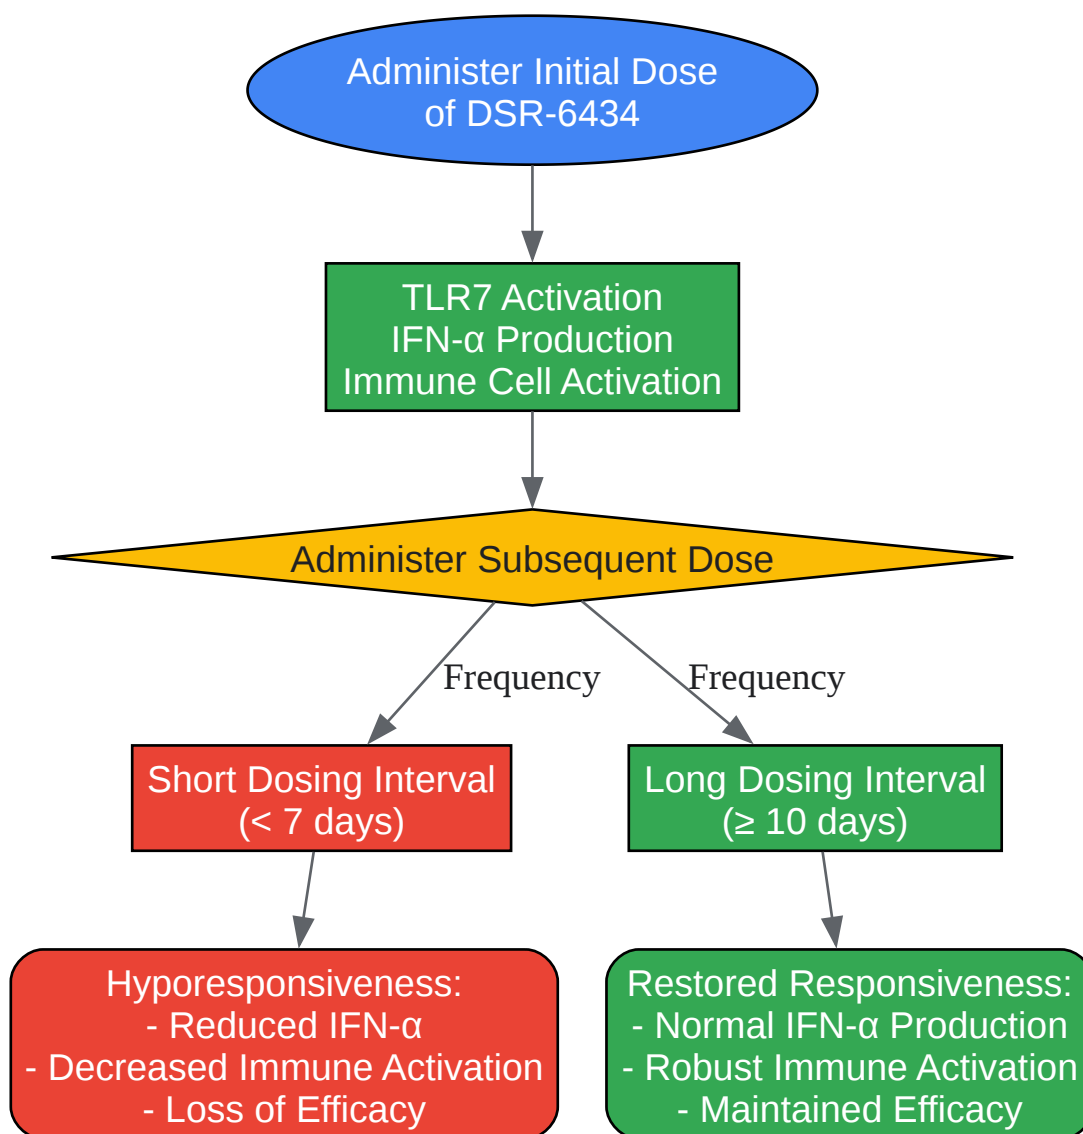 Administer Initial Dose
of DSR-6434
TLR7 Activation
IFN-α Production
Immune Cell Activation
Administer Subsequent Dose
Frequency
Frequency
Short Dosing Interval
(< 7 days)
Long Dosing Interval
(≥ 10 days)
Hyporesponsiveness:
- Reduced IFN-α
- Decreased Immune Activation
- Loss of Efficacy
Restored Responsiveness:
- Normal IFN-α Production
- Robust Immune Activation
- Maintained Efficacy